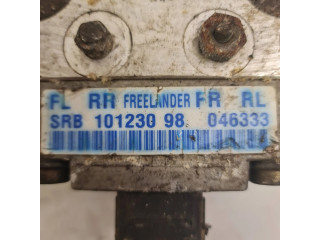 FL RR FREELANDER FR RL
SRB 101230 98 046333